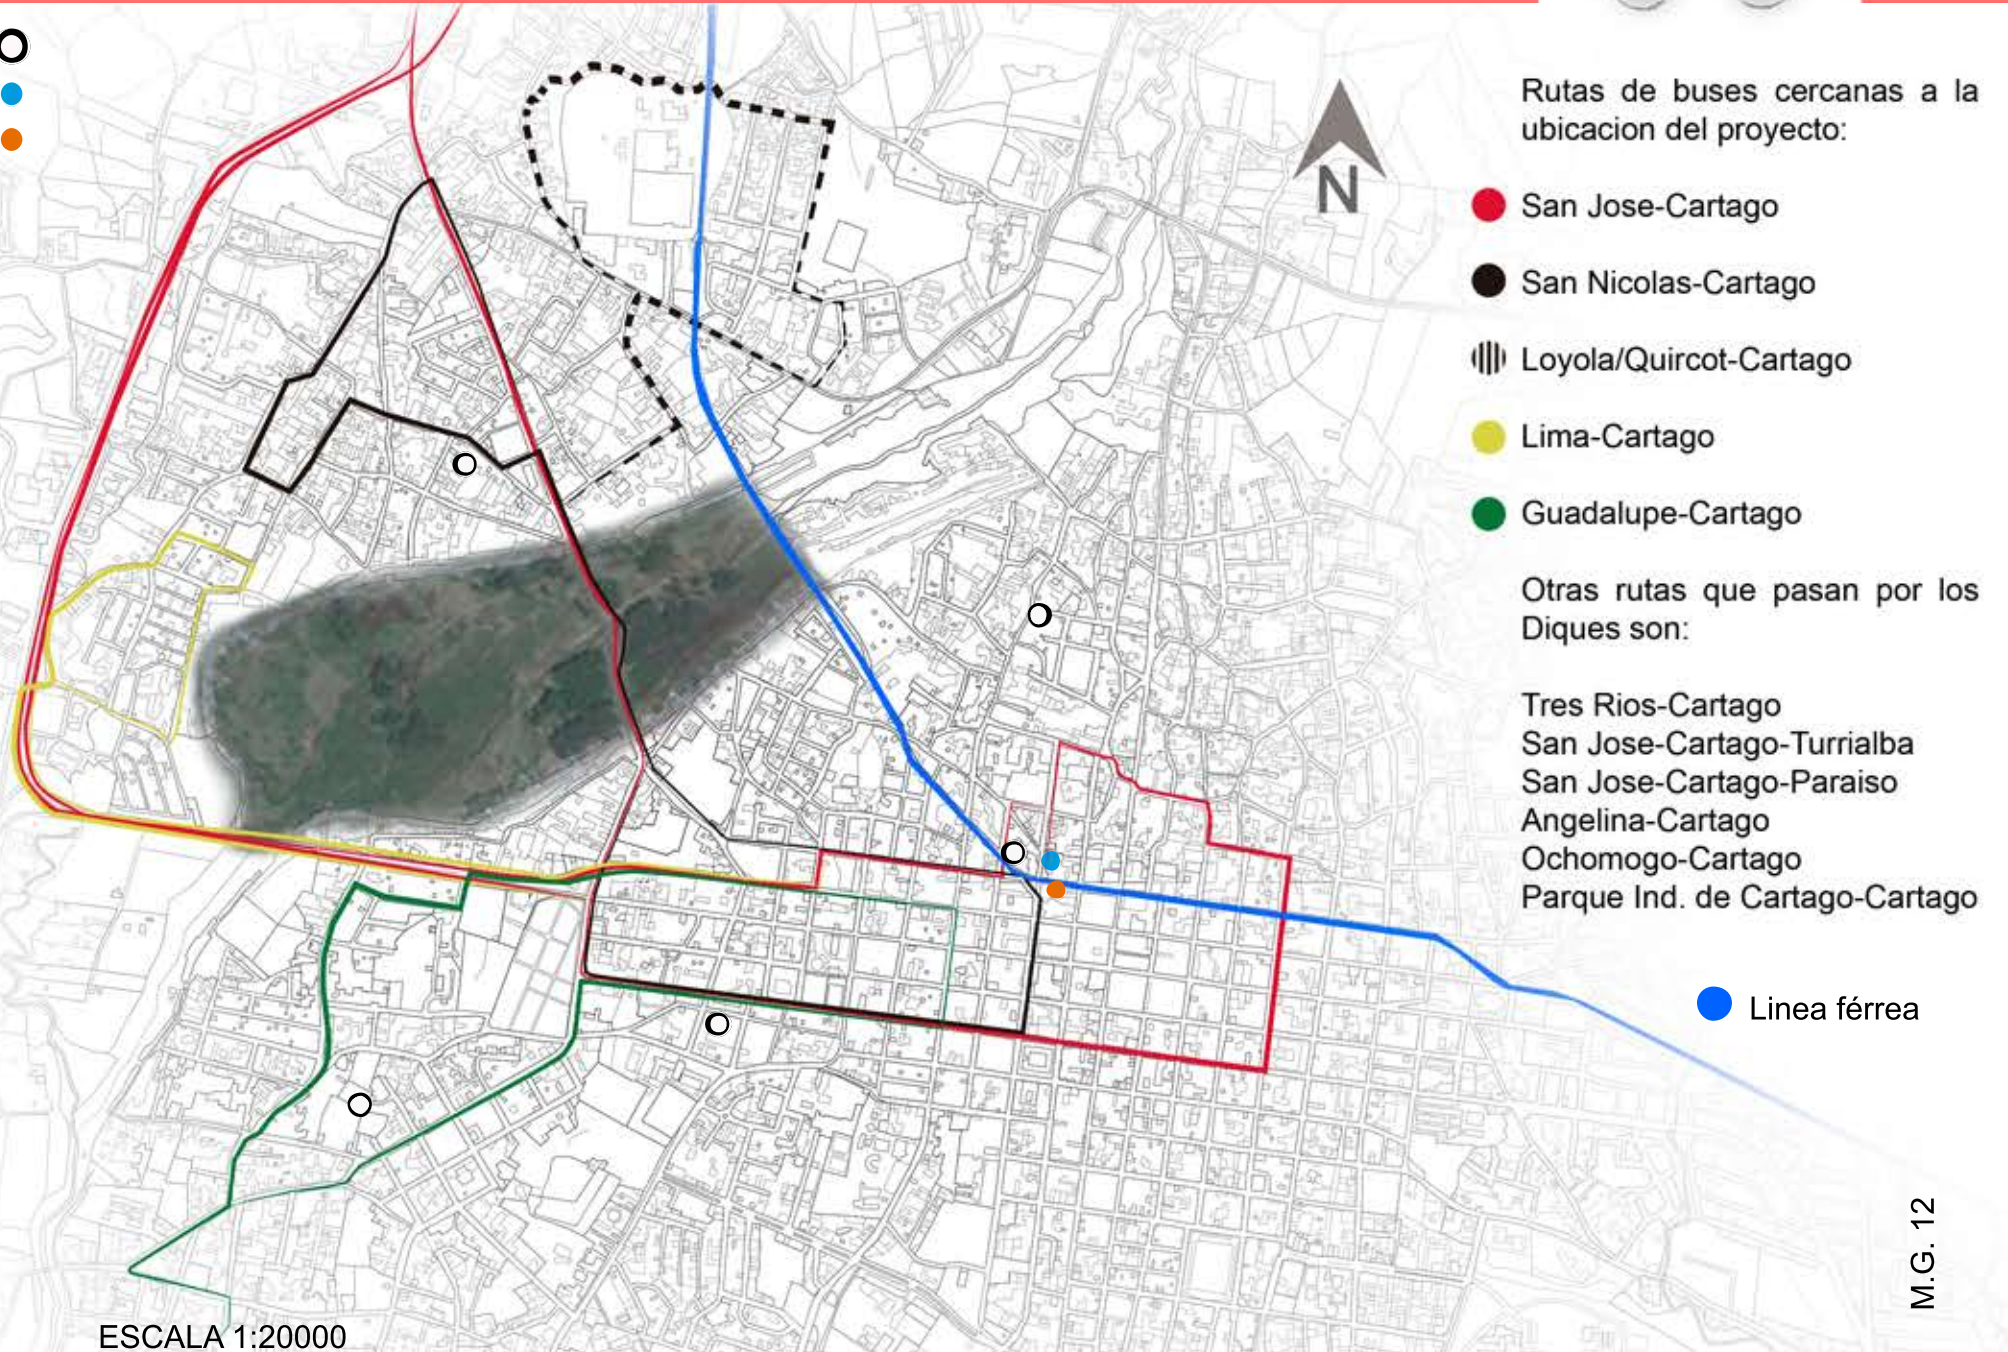 N
Rutas de buses cercanas a la
ubicacion del proyecto:
San Jose-Cartago
San Nicolas-Cartago
Loyola/Quircot-Cartago
Lima-Cartago
Guadalupe-Cartago
Otras rutas que pasan por los
Diques son:
Tres Rios-Cartago
San Jose-Cartago-Turrialba
San Jose-Cartago-Paraiso
Angelina-Cartago
Ochomogo-Cartago
Parque Ind. de Cartago-Cartago
Linea férrea
M.G. 12
ESCALA 1:20000